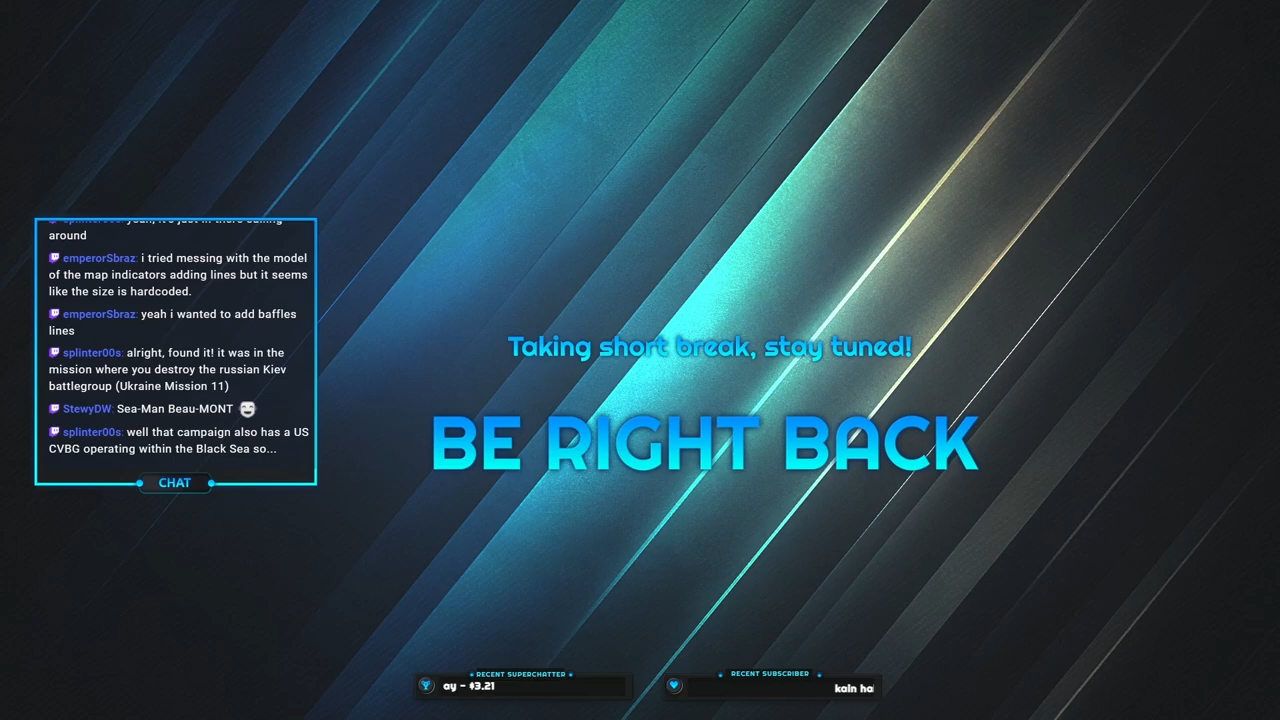 around
emperorSbraz: i tried messing with the model
of the map indicators adding lines but it seems
like the size is hardcoded.
emperorSbraz: yeah i wanted to add baffles
lines
splinter00s: alright, found it! it was in the
mission where you destroy the russian Kiev
battlegroup (Ukraine Mission 11)
StewyDW: Sea-Man Beau-MONT
splinter00s: well that campaign also has a US
CVBG operating within the Black Sea so...
CHAT
Taking short break, stay tuned!
BE RIGHT BACK
RECENT SUPERCHATTER
ay - $3.21
RECENT SUBSCRIBER
kain ha